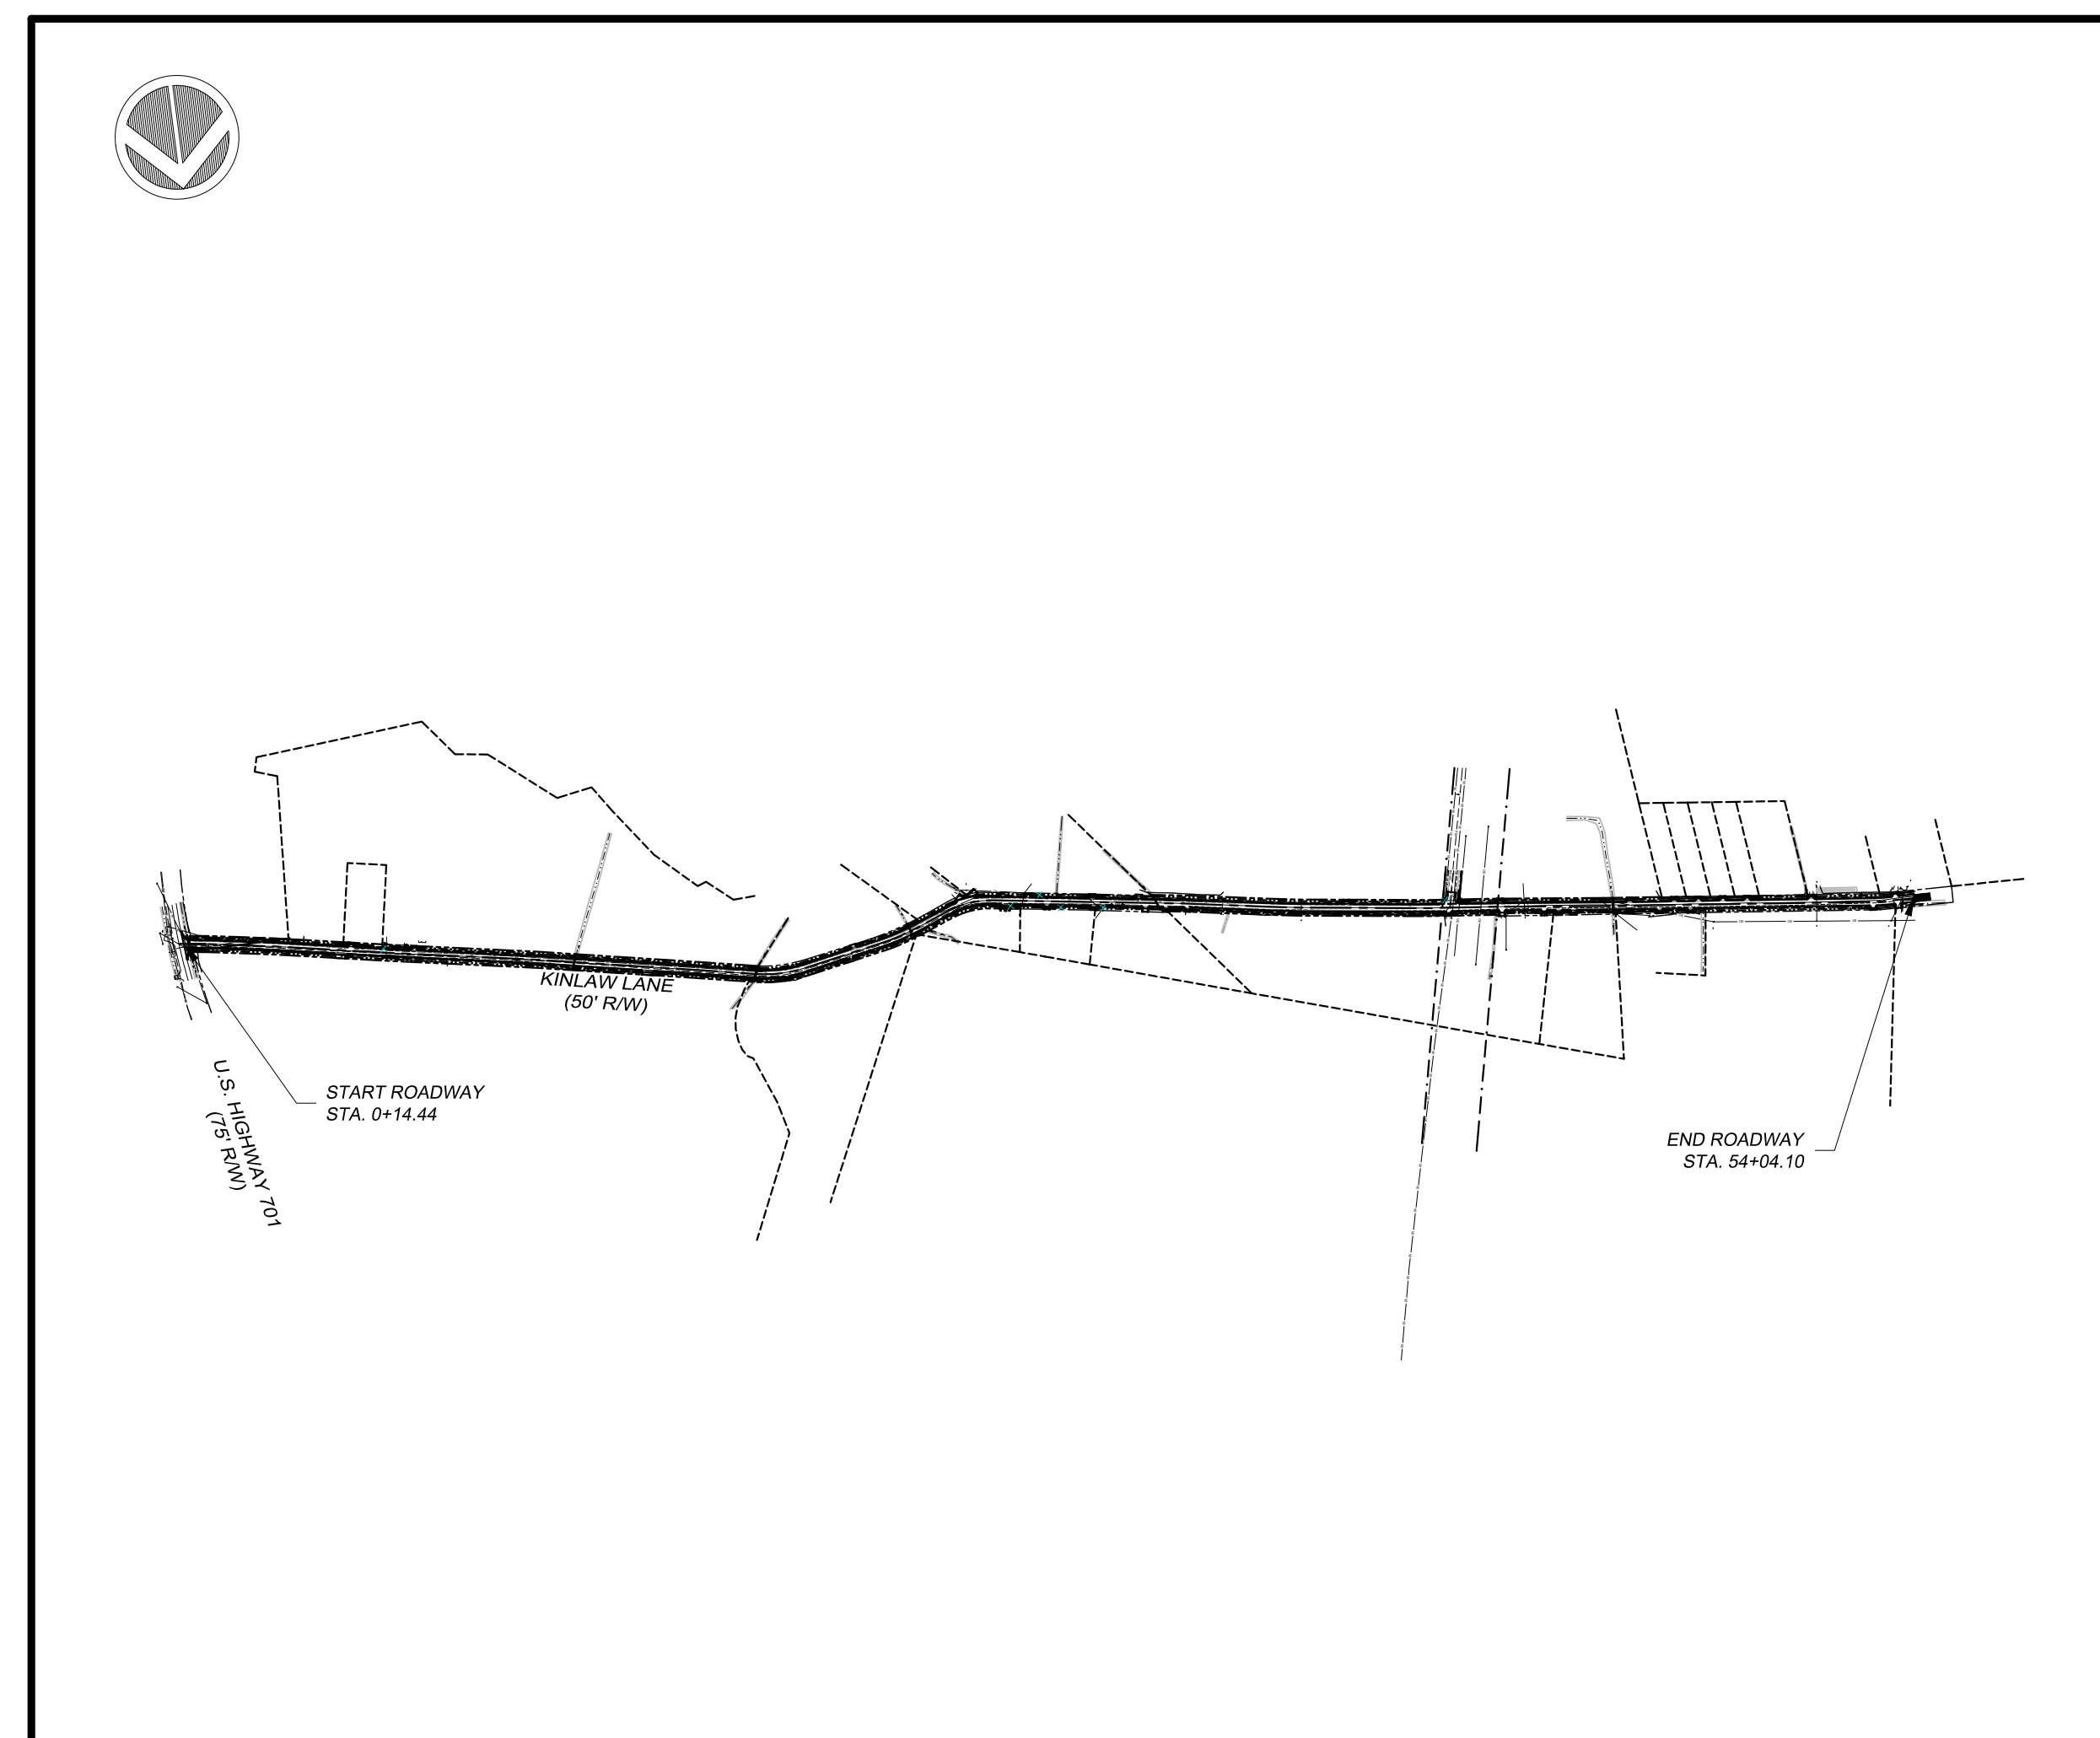 KINLAW LANE
(50' R/W)
U.S. HIGHWAY 701
(75' R/W)
START ROADWAY
STA. 0+14.44
END ROADWAY
STA. 54+04.10